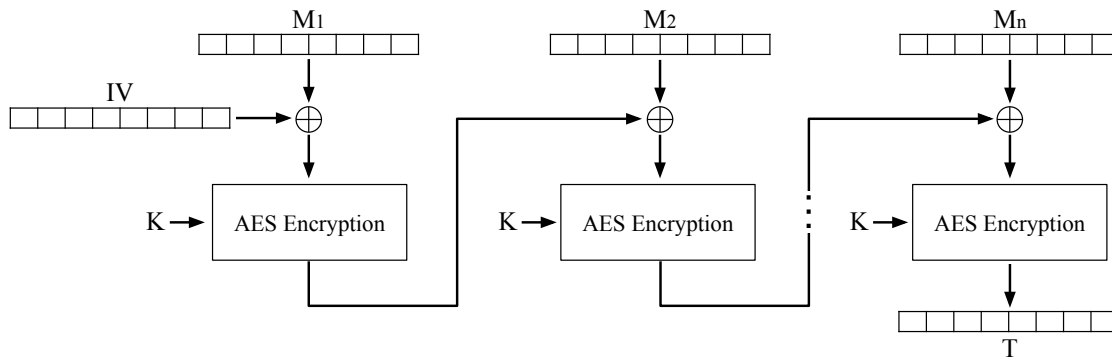 M1
M2
Mn
IV
K
AES Encryption
K
AES Encryption
K
AES Encryption
T